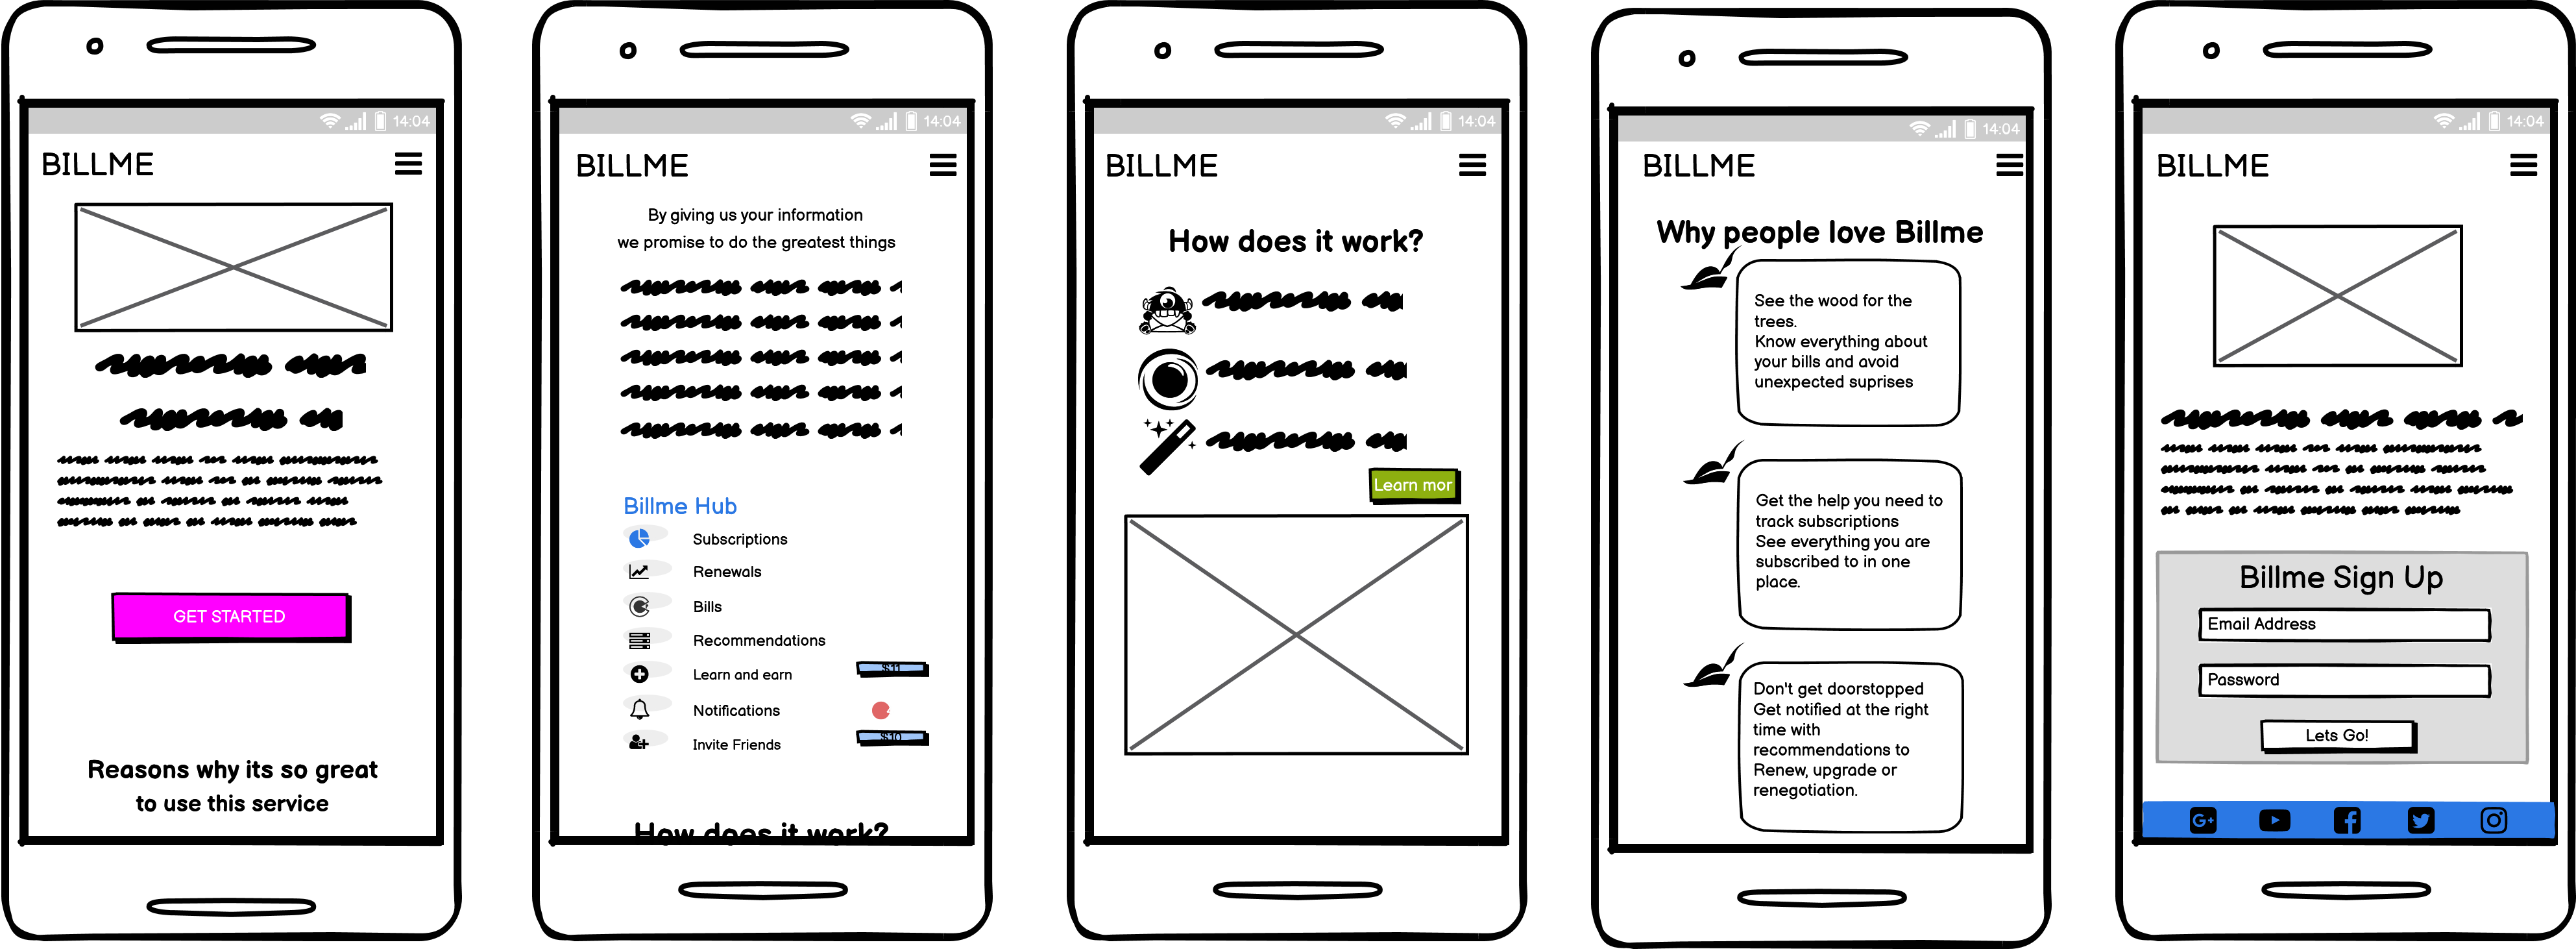 14:04
BILLME
GET STARTED
Reasons why its so great
to use this service
14:04
BILLME
By giving us your information
we promise to do the greatest things
Billme Hub
Subscriptions
Renewals
Bills
Recommendations
Learn and earn
$11
Notifications
Invite Friends
$10
How does it work?
14:04
BILLME
How does it work?
Learn mor
14:04
BILLME
Why people love Billme
See the wood for the
trees.
Know everything about
your bills and avoid
unexpected suprises
Get the help you need to
track subscriptions
See everything you are
subscribed to in one
place.
Don't get doorstopped
Get notified at the right
time with
recommendations to
Renew, upgrade or
renegotiation.
14:04
BILLME
Billme Sign Up
Email Address
Password
Lets Go!